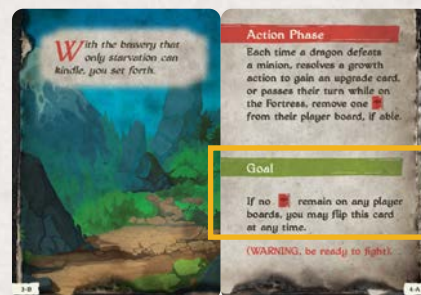 With the bravery that
only starvation can
kindle, you set forth.
3-B
Action Phase
Each time a dragon defeats
a minion, resolves a growth
action to gain an upgrade card,
or passes their turn while on
the Fortress, remove one
from their player board, if able.
Goal
If no remain on any player
boards, you may flip this card
at any time.
(WARNING, be ready to fight).
4-A